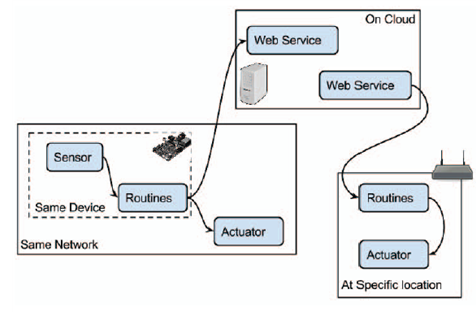 On Cloud
Web Service
Web Service
Sensor
Routines
Same Device
Actuator
Same Network
Routines
Actuator
At Specific location